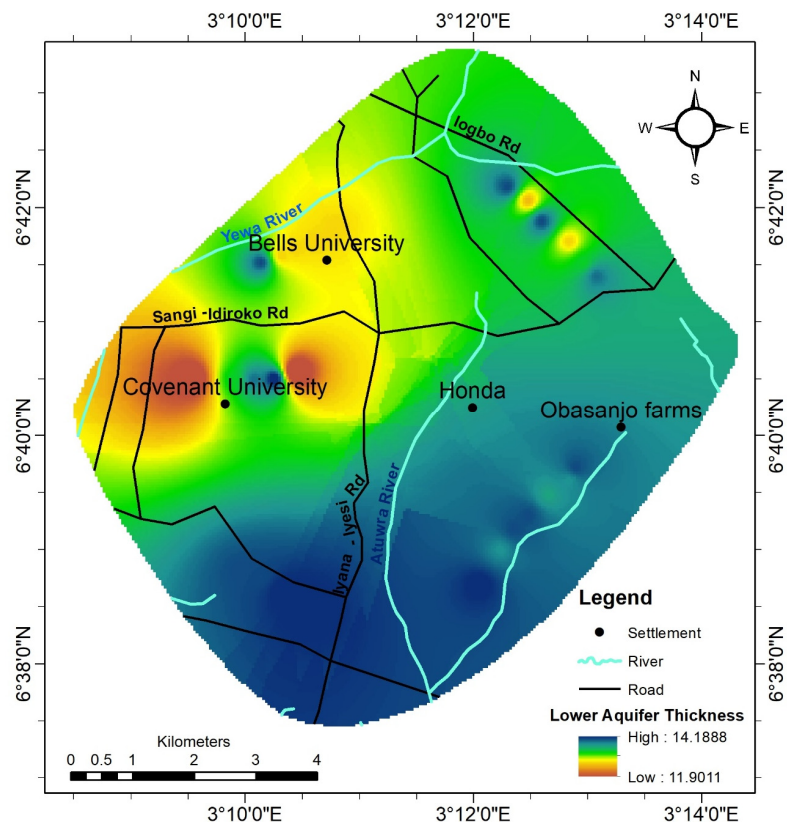 3°10'0"E 3°12'0"E 3°14'0"E
N
W E
S
Iogbo Rd
6°42'0"N 6°42'0"N
Yewa River
Bells University
Sangi -Idiroko Rd
Covenant University
Honda
Obasanjo farms
6°40'0"N 6°40'0"N
Iyana - Iyesi Rd
Atuwra River
Legend
Settlement
6°38'0"N 6°38'0"N
River
Road
Lower Aquifer Thickness
High : 14.1888
Low : 11.9011
Kilometers
0 0.5 1 2 3 4
3°10'0"E 3°12'0"E 3°14'0"E